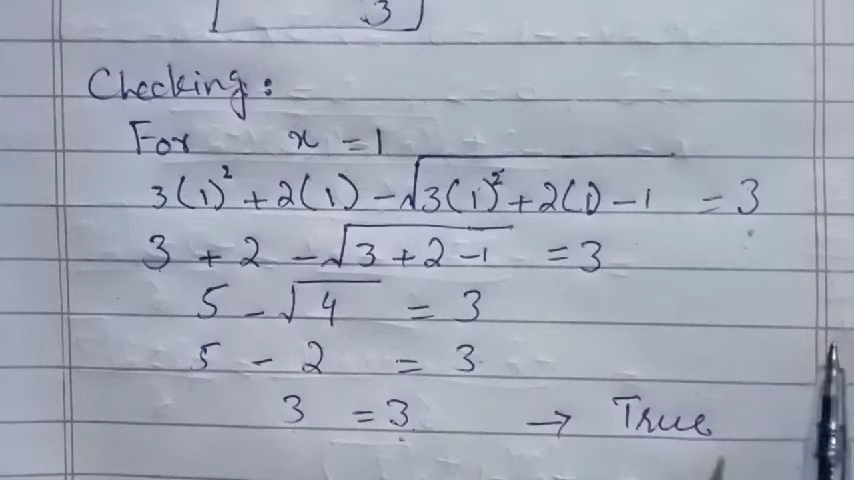 3
Checking:
For x = 1
3(1)² + 2(1) - √3(1)² + 2(1) - 1 = 3
3 + 2 - √3 + 2 - 1 = 3
5 - √4 = 3
5 - 2 = 3
3 = 3 → True